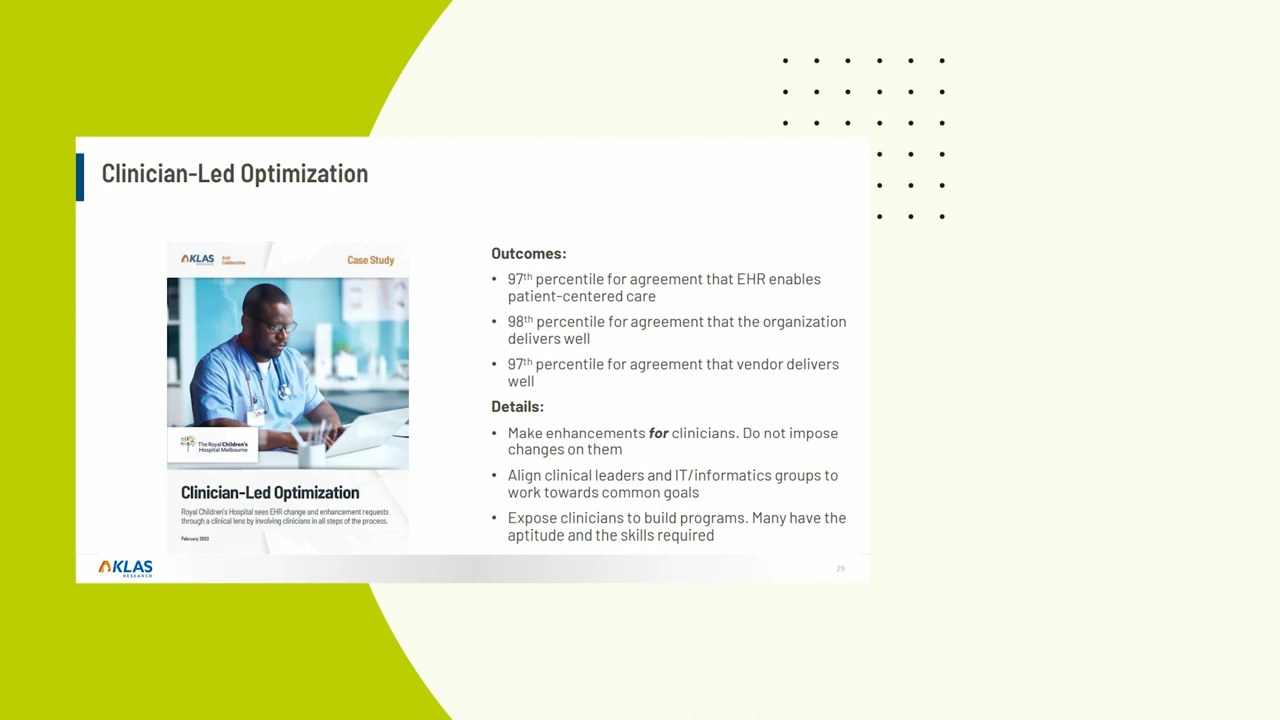 Clinician-Led Optimization
KLAS
RESEARCH
Arch
Collaborative
Case Study
The Royal Children's
Hospital Melbourne
Clinician-Led Optimization
Royal Children's Hospital sees EHR change and enhancement requests
through a clinical lens by involving clinicians in all steps of the process.
February 2022
Outcomes:
• 97th percentile for agreement that EHR enables
patient-centered care
• 98th percentile for agreement that the organization
delivers well
• 97th percentile for agreement that vendor delivers
well
Details:
• Make enhancements for clinicians. Do not impose
changes on them
• Align clinical leaders and IT/informatics groups to
work towards common goals
• Expose clinicians to build programs. Many have the
aptitude and the skills required
KLAS
RESEARCH
29